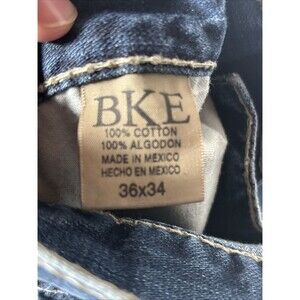 BKE
100% COTTON
100% ALGODON
MADE IN MEXICO
HECHO EN MEXICO
36x34